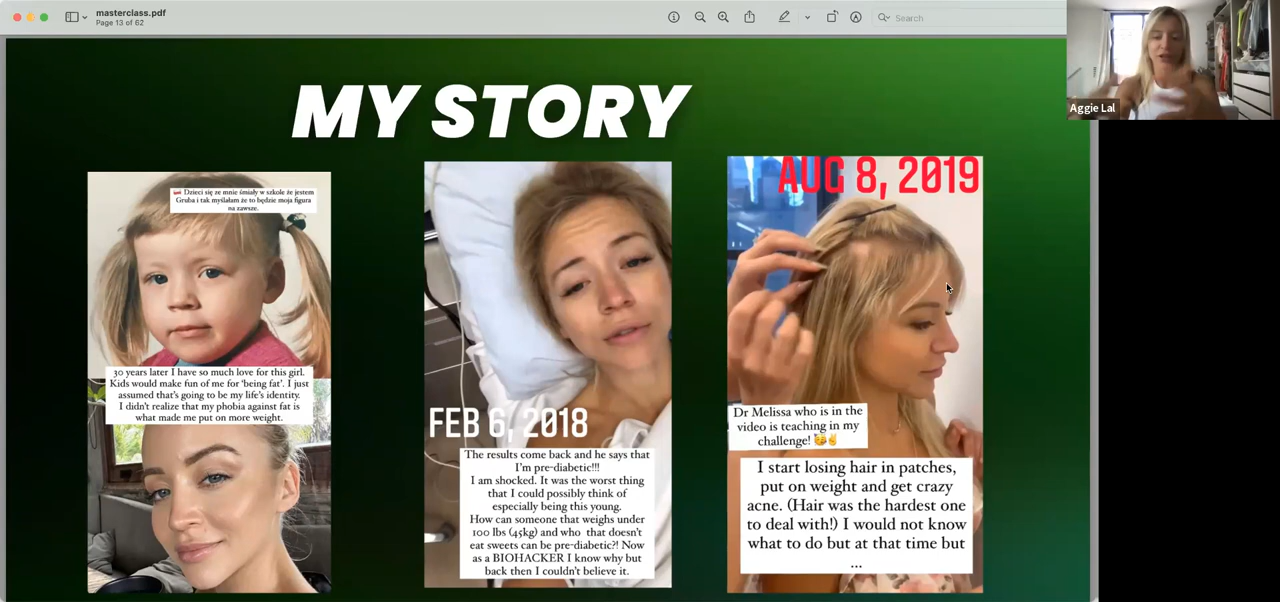 masterclass.pdf
Page 13 of 62
Search
Aggie Lal
MY STORY
Dzieci się ze mnie śmiały w szkole że jestem
Gruba i tak myślałam że to będzie moja figura
na zawsze.
30 years later I have so much love for this girl.
Kids would make fun of me for 'being fat'. I just
assumed that's going to be my life's identity.
I didn't realize that my phobia against fat is
what made me put on more weight.
FEB 6, 2018
The results come back and he says that
I'm pre-diabetic!!!
I am shocked. It was the worst thing
that I could possibly think of
especially being this young.
How can someone that weighs under
100 lbs (45kg) and who that doesn't
eat sweets can be pre-diabetic?! Now
as a BIOHACKER I know why but
back then I couldn't believe it.
AUG 8, 2019
Dr Melissa who is in the
video is teaching in my
challenge! 🥳✌️
I start losing hair in patches,
put on weight and get crazy
acne. (Hair was the hardest one
to deal with!) I would not know
what to do but at that time but
...